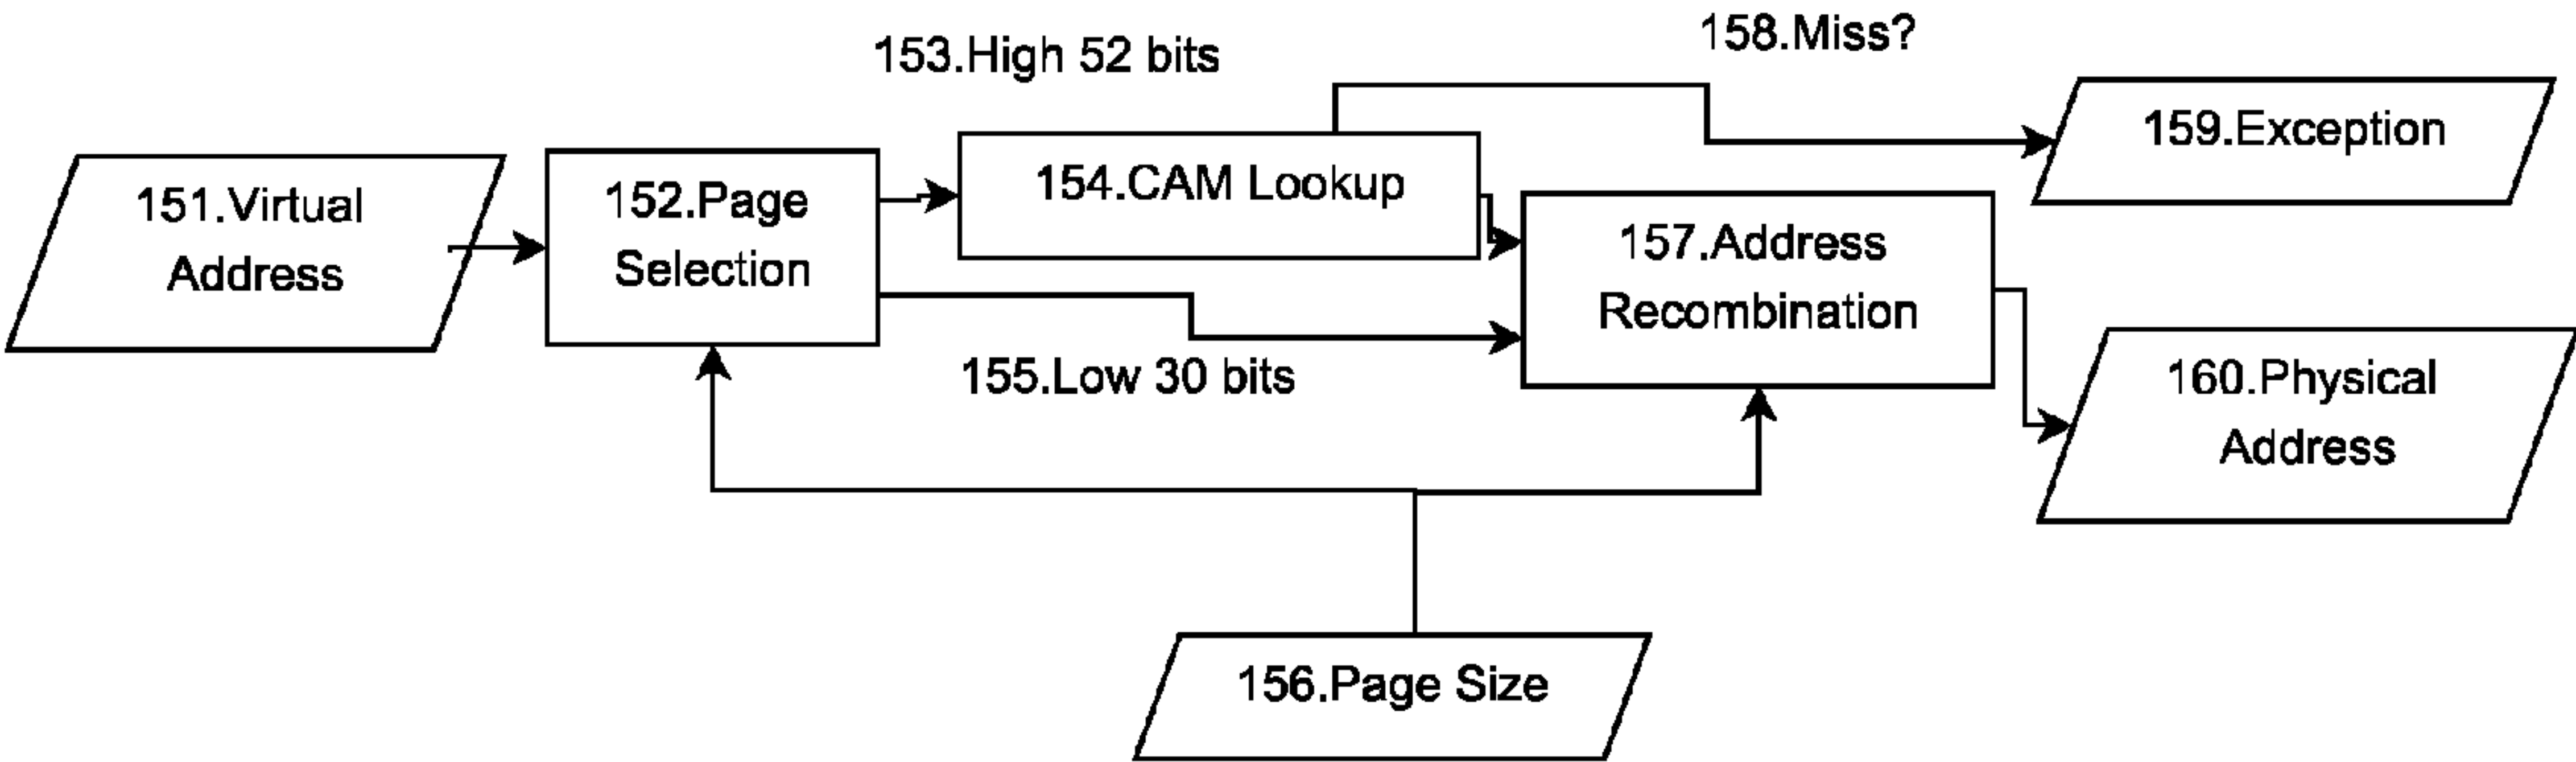 153.High 52 bits
158.Miss?
159.Exception
151.Virtual
Address
152.Page
Selection
154.CAM Lookup
157.Address
Recombination
155.Low 30 bits
160.Physical
Address
156.Page Size